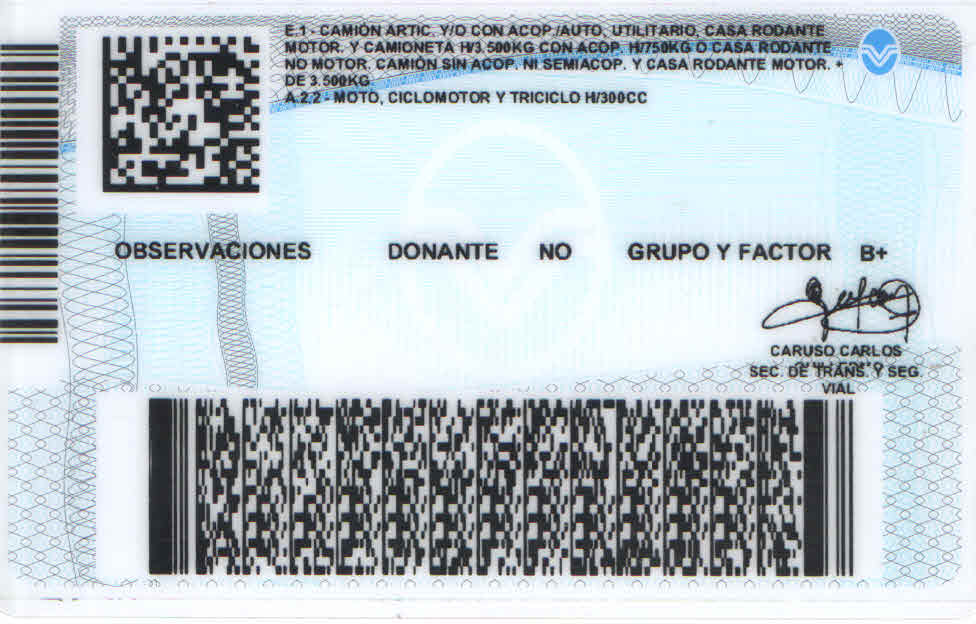 E.1 - CAMIÓN ARTIC. Y/O CON ACOP./AUTO, UTILITARIO, CASA RODANTE
MOTOR. Y CAMIONETA H/3.500KG CON ACOP. H/750KG O CASA RODANTE
NO MOTOR, CAMIÓN SIN ACOP. NI SEMIACOP. Y CASA RODANTE MOTOR. +
DE 3.500KG
A.2.2 - MOTO, CICLOMOTOR Y TRICICLO H/300CC
OBSERVACIONES DONANTE NO GRUPO Y FACTOR B+
CARUSO CARLOS
SEC. DE TRANS. Y SEG.
VIAL